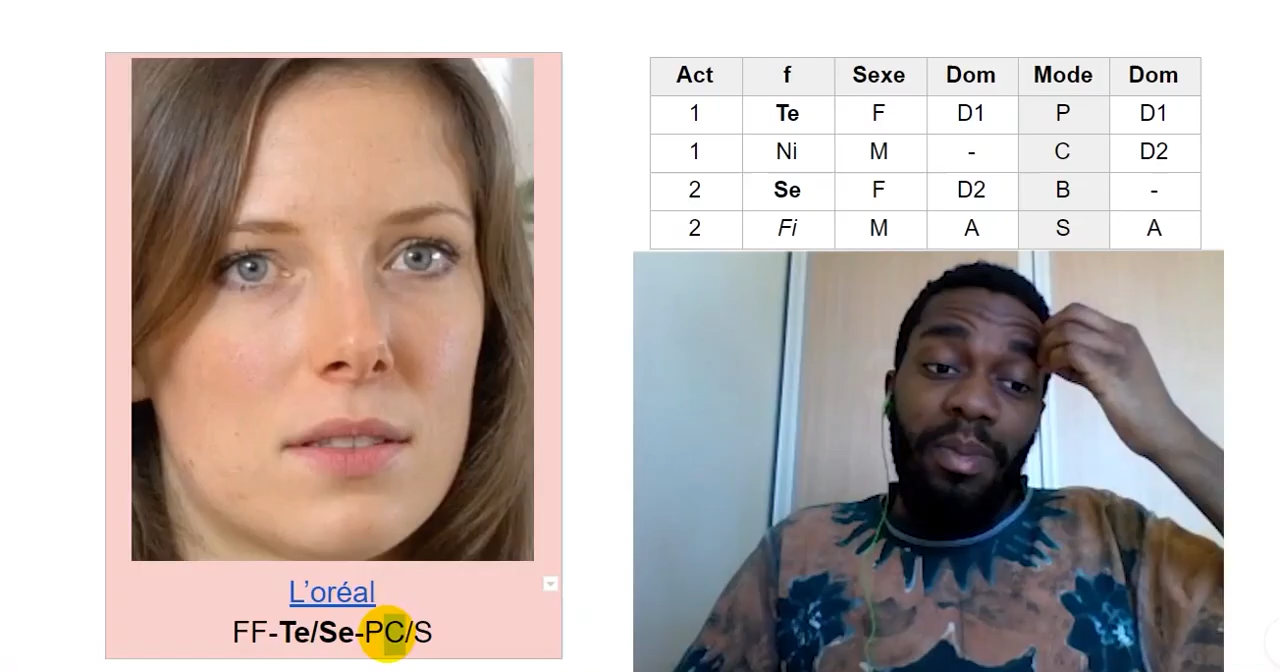 Act f Sexe Dom Mode Dom
1 Te F D1 P D1
1 Ni M - C D2
2 Se F D2 B -
2 Fi M A S A
L'oréal
FF-Te/Se-PC/S